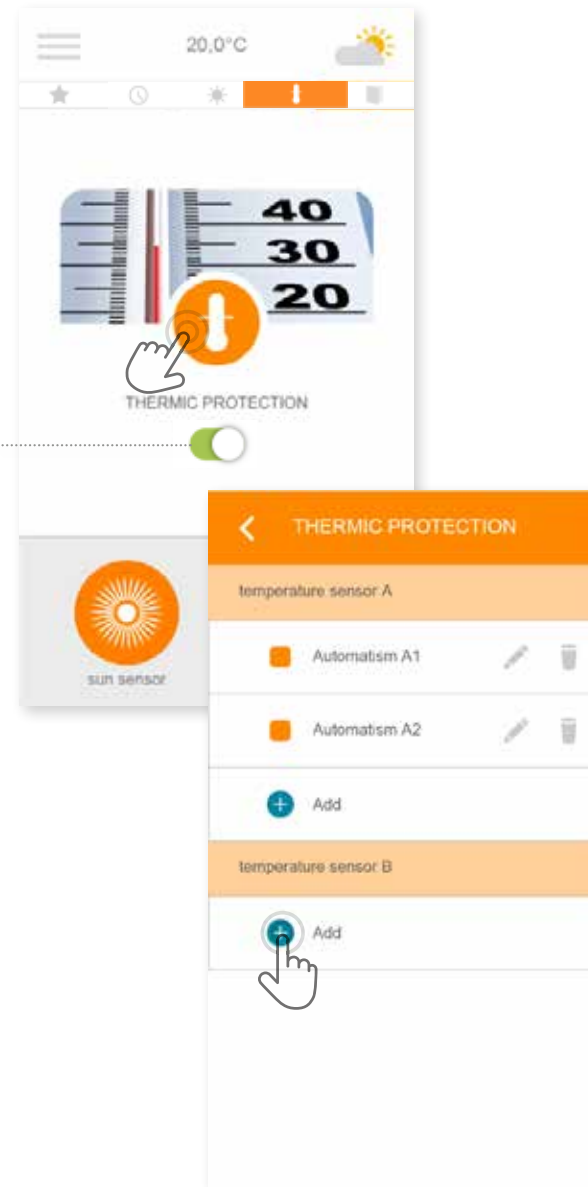 20,0°C
40
30
20
THERMIC PROTECTION
sun sensor
THERMIC PROTECTION
temperature sensor A
Automatism A1
Automatism A2
Add
temperature sensor B
Add